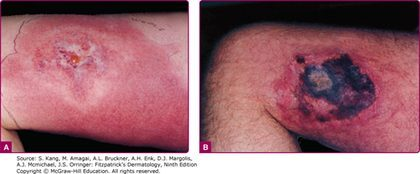 A
B
Source: S. Kang, M. Amagai, A.L. Bruckner, A.H. Enk, D.J. Margolis,
A.J. Mcmichael, J.S. Orringer: Fitzpatrick's Dermatology, Ninth Edition
Copyright © McGraw-Hill Education. All rights reserved.